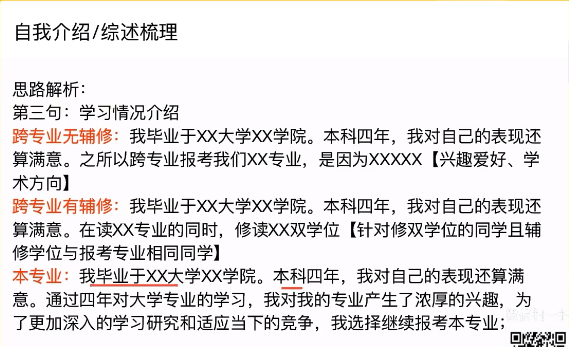 自我介绍/综述梳理
思路解析：
第三句：学习情况介绍
跨专业无辅修：我毕业于XX大学XX学院。本科四年，我对自己的表现还
算满意。之所以跨专业报考我们XX专业，是因为XXXXX【兴趣爱好、学
术方向】
跨专业有辅修：我毕业于XX大学XX学院。本科四年，我对自己的表现还
算满意。在读XX专业的同时，修读XX双学位【针对修双学位的同学且辅
修学位与报考专业相同同学】
本专业：我毕业于XX大学XX学院。本科四年，我对自己的表现还算满
意。通过四年对大学专业的学习，我对我的专业产生了浓厚的兴趣，为
了更加深入的学习研究和适应当下的竞争，我选择继续报考本专业；